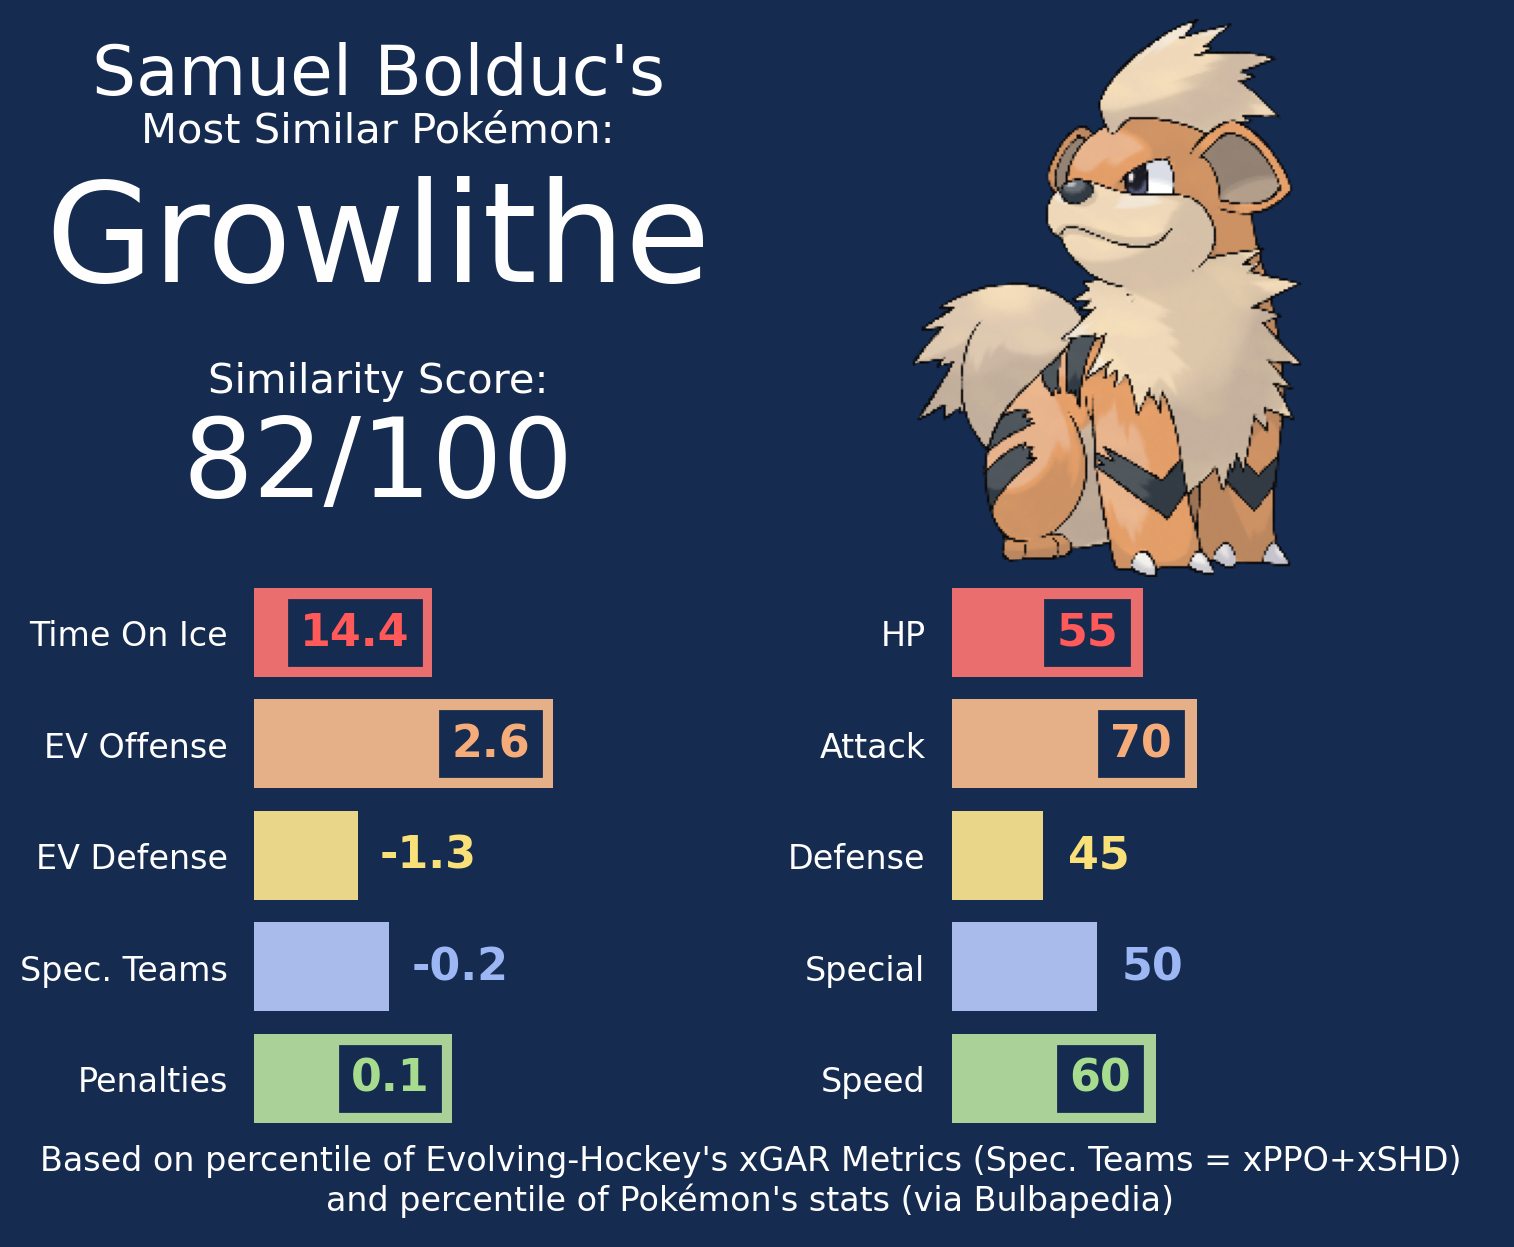 Samuel Bolduc's
Most Similar Pokémon:
Growlithe
Similarity Score:
82/100
Time On Ice 14.4
EV Offense 2.6
EV Defense -1.3
Spec. Teams -0.2
Penalties 0.1
HP 55
Attack 70
Defense 45
Special 50
Speed 60
Based on percentile of Evolving-Hockey's xGAR Metrics (Spec. Teams = xPPO+xSHD)
and percentile of Pokémon's stats (via Bulbapedia)